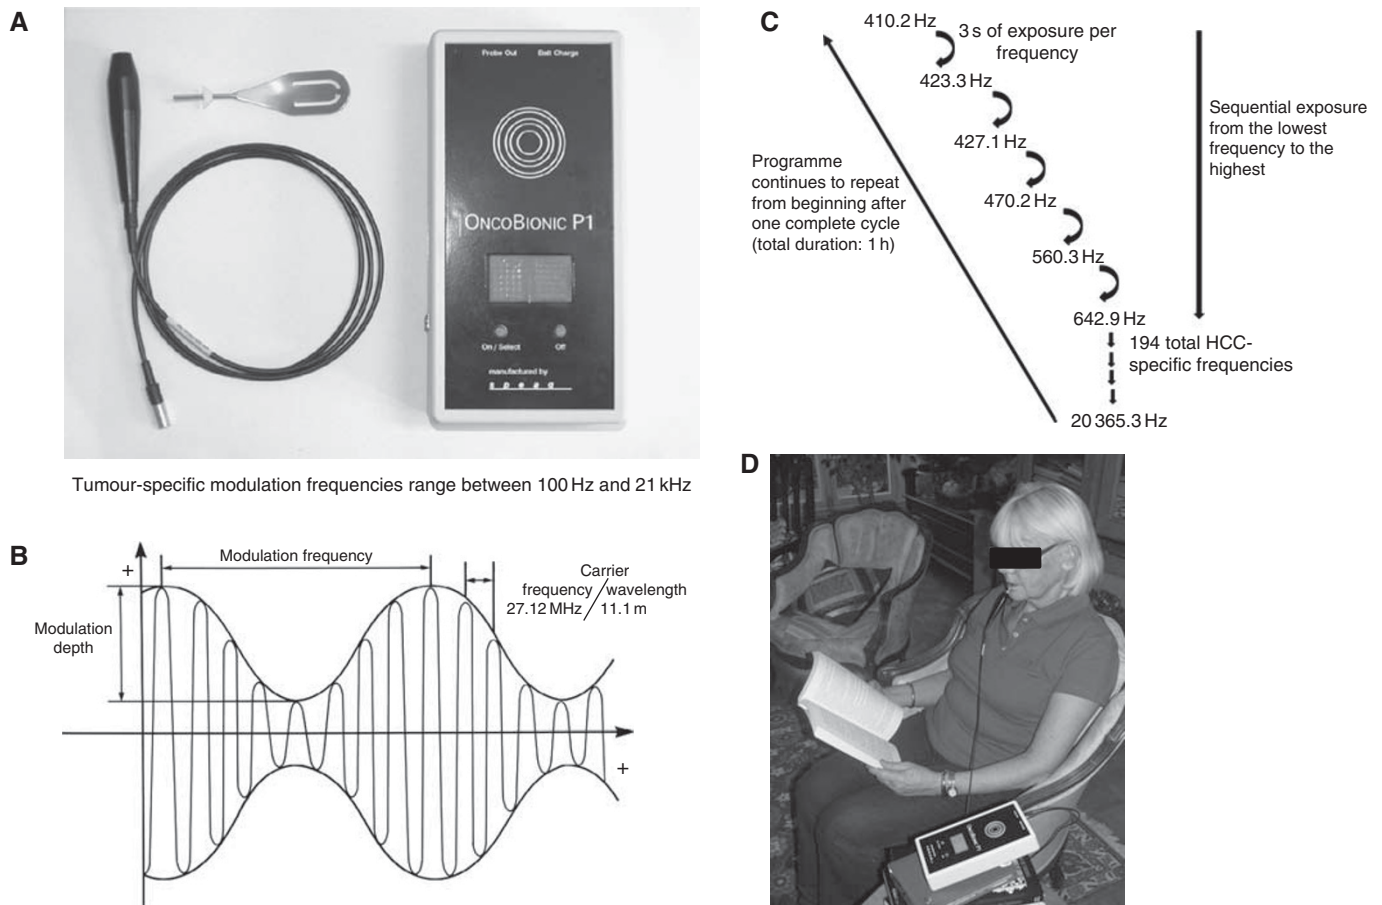 A
Probe Out Batt Charge
ONCOBIONIC P1
On / Select Off
manufactured by
Tumour-specific modulation frequencies range between 100 Hz and 21 kHz
B
+
Modulation frequency
Modulation
depth
Carrier
frequency / wavelength
27.12 MHz / 11.1 m
+
C
410.2 Hz
3 s of exposure per
frequency
423.3 Hz
427.1 Hz
470.2 Hz
560.3 Hz
642.9 Hz
194 total HCC-
specific frequencies
20 365.3 Hz
Programme
continues to repeat
from beginning after
one complete cycle
(total duration: 1 h)
Sequential exposure
from the lowest
frequency to the
highest
D
ONCOBIONIC P1